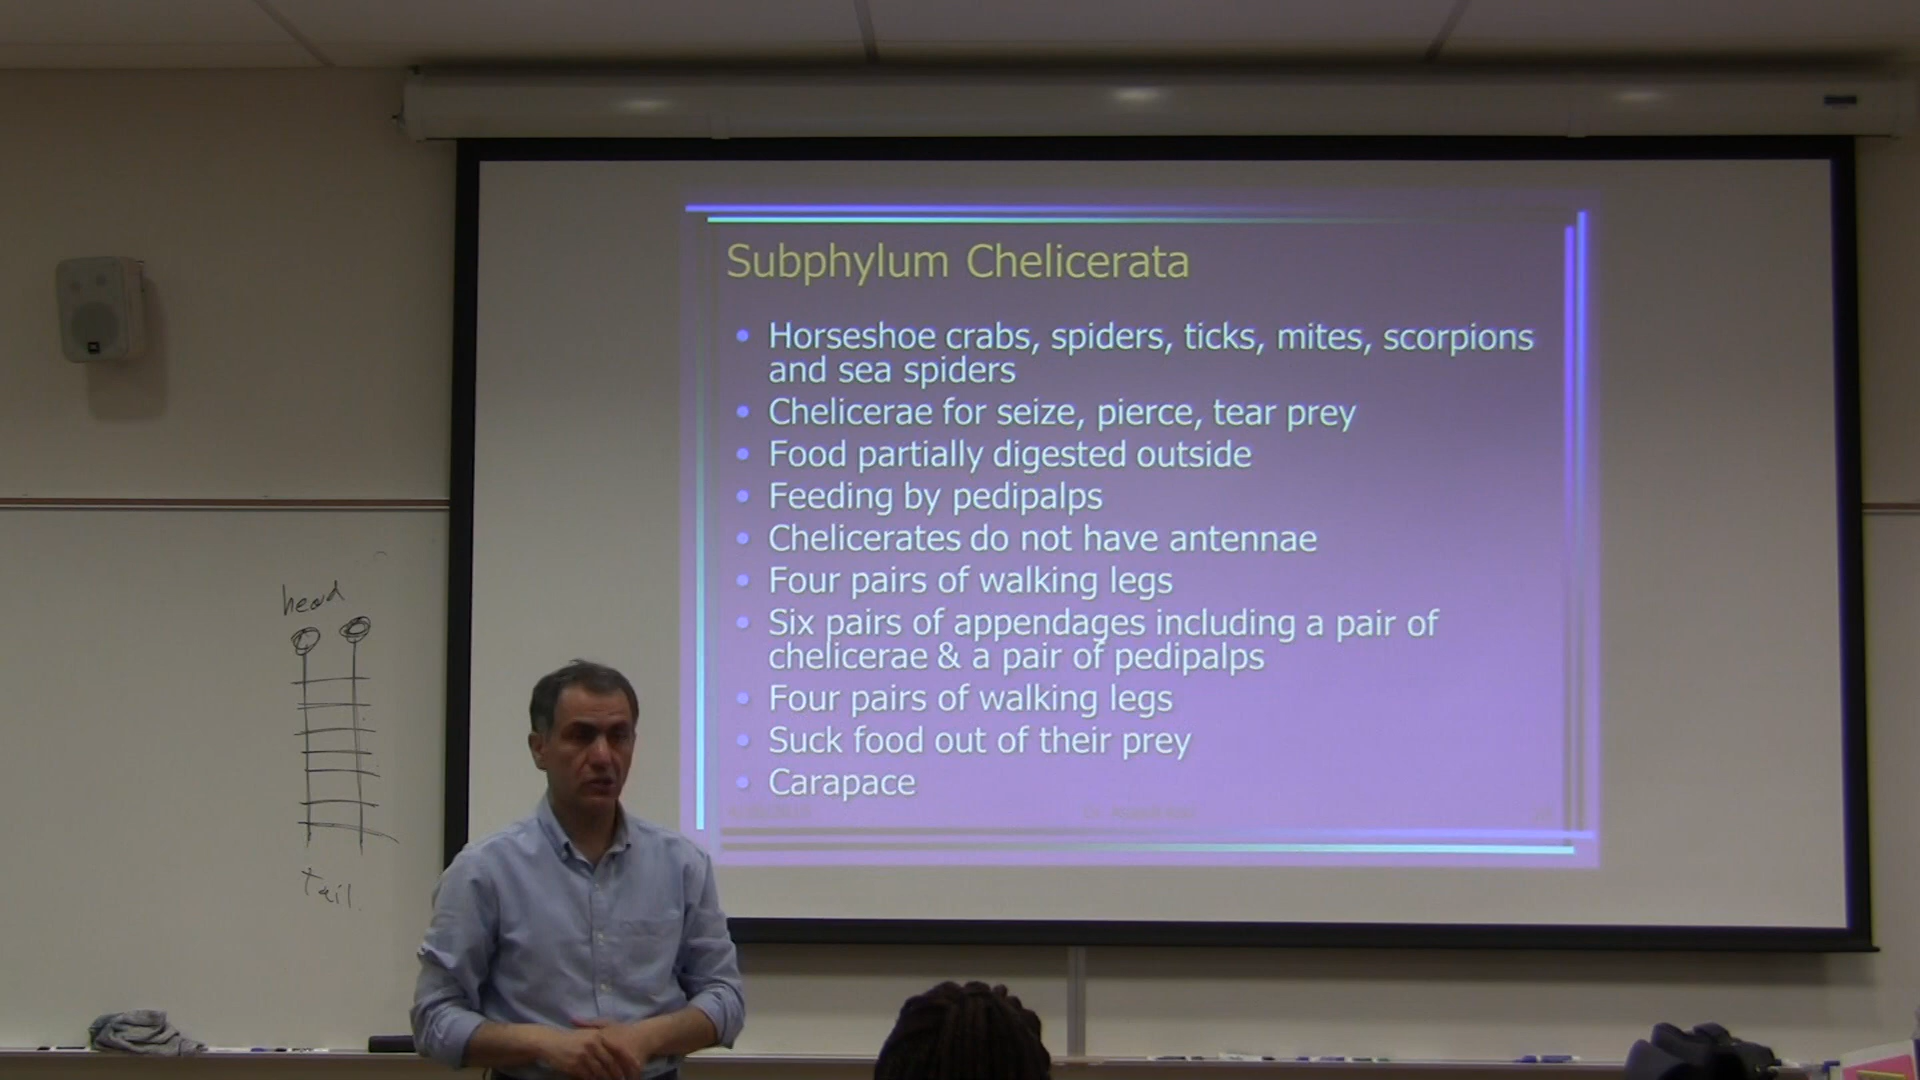 Subphylum Chelicerata
• Horseshoe crabs, spiders, ticks, mites, scorpions
and sea spiders
• Chelicerae for seize, pierce, tear prey
• Food partially digested outside
• Feeding by pedipalps
• Chelicerates do not have antennae
• Four pairs of walking legs
• Six pairs of appendages including a pair of
chelicerae & a pair of pedipalps
• Four pairs of walking legs
• Suck food out of their prey
• Carapace
head
Tail